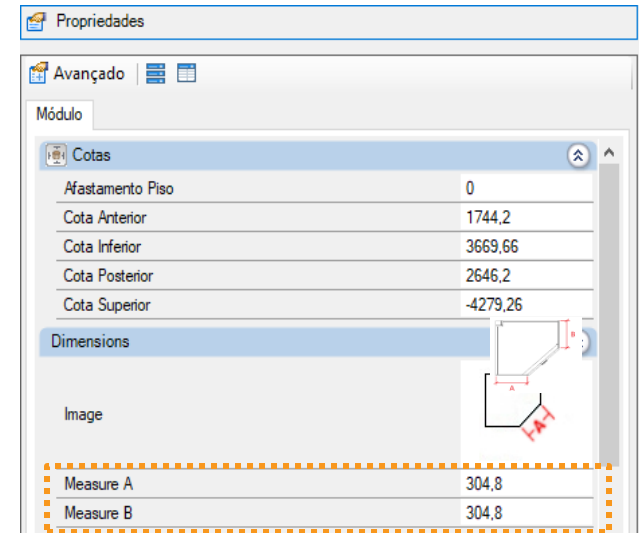 Propriedades
Avançado
Módulo
Cotas
Afastamento Piso 0
Cota Anterior 1744,2
Cota Inferior 3669,66
Cota Posterior 2646,2
Cota Superior -4279,26
Dimensions
B
A
Image
A
Measure A 304,8
Measure B 304,8